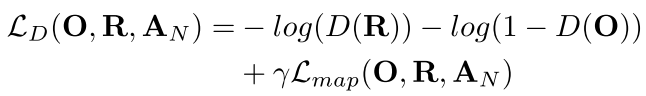 ℒ_D(𝐎, 𝐑, 𝐀_N) = − log(D(𝐑)) − log(1 − D(𝐎))
+ γℒ_map(𝐎, 𝐑, 𝐀_N)